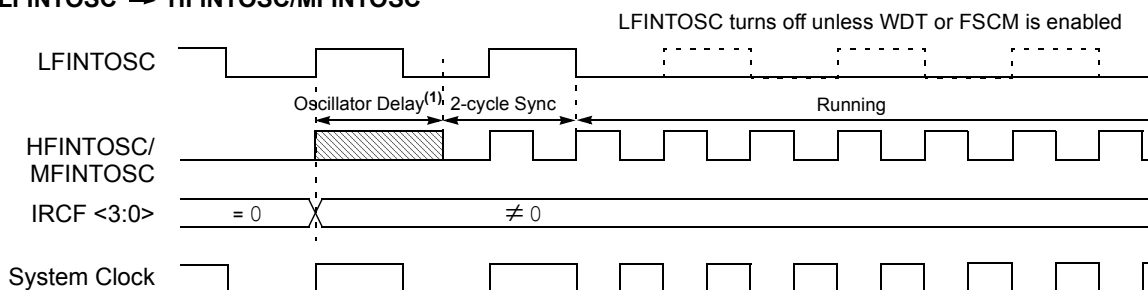 LFINTOSC → HFINTOSC/MFINTOSC
LFINTOSC turns off unless WDT or FSCM is enabled
LFINTOSC
Oscillator Delay(1) 2-cycle Sync Running
HFINTOSC/
MFINTOSC
IRCF <3:0> = 0 ≠ 0
System Clock